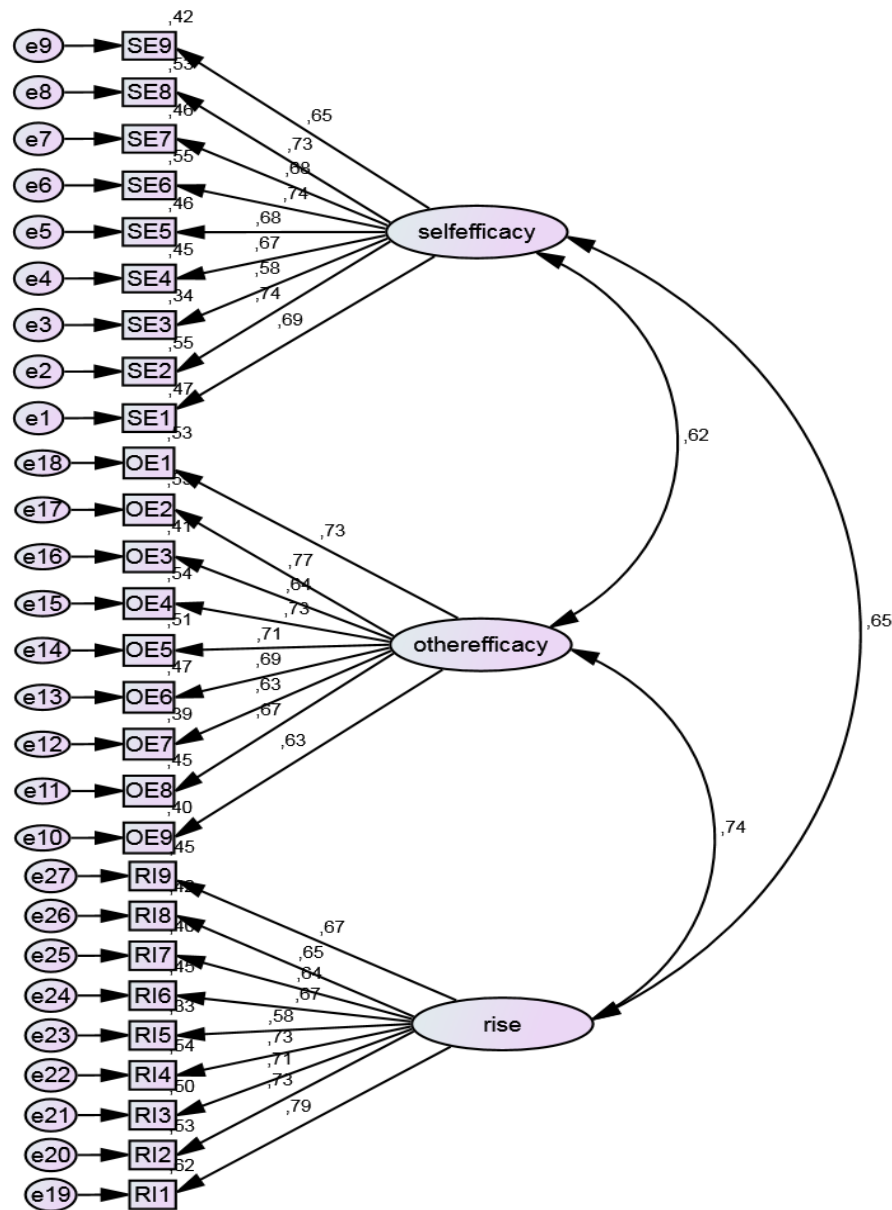 ,42
e9 SE9
,53
e8 SE8
,65
,46
e7 SE7
,73
,55
,68
e6 SE6
,74
,46
e5 SE5
,68
selfefficacy
,45
,67
e4 SE4
,58
,34
,74
e3 SE3
,69
,55
e2 SE2
,47
e1 SE1
,53
,62
e18 OE1
e17 OE2
,41
,73
e16 OE3
,77
,54
,64
e15 OE4
,73
,51
,71
e14 OE5
otherefficacy
,65
,47
,69
e13 OE6
,63
,39
,67
e12 OE7
,63
,45
e11 OE8
,40
e10 OE9
,74
,45
e27 RI9
,42
e26 RI8
,40
,67
e25 RI7
,65
,45
,64
e24 RI6
,67
,33
,58
e23 RI5
rise
,54
,73
e22 RI4
,71
,50
,73
e21 RI3
,79
,53
e20 RI2
,62
e19 RI1